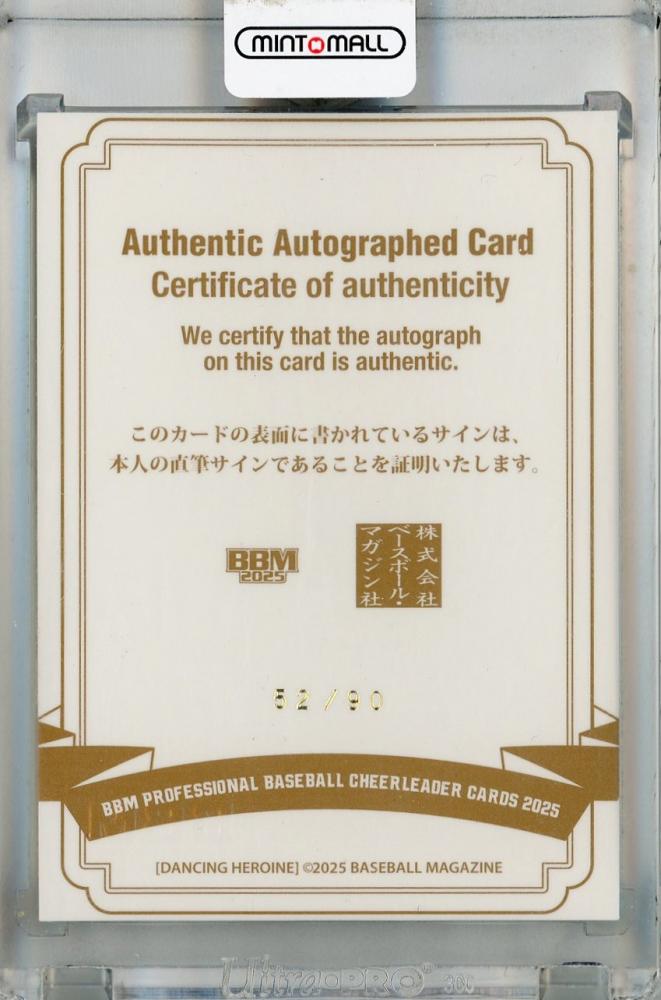 MINT MALL
Authentic Autographed Card
Certificate of authenticity
We certify that the autograph
on this card is authentic.
このカードの表面に書かれているサインは、
本人の直筆サインであることを証明いたします。
BBM
2025
株式会社
ベースボール・
マガジン社
52/90
BBM PROFESSIONAL BASEBALL CHEERLEADER CARDS 2025
[DANCING HEROINE] ©2025 BASEBALL MAGAZINE
Ultra·PRO®